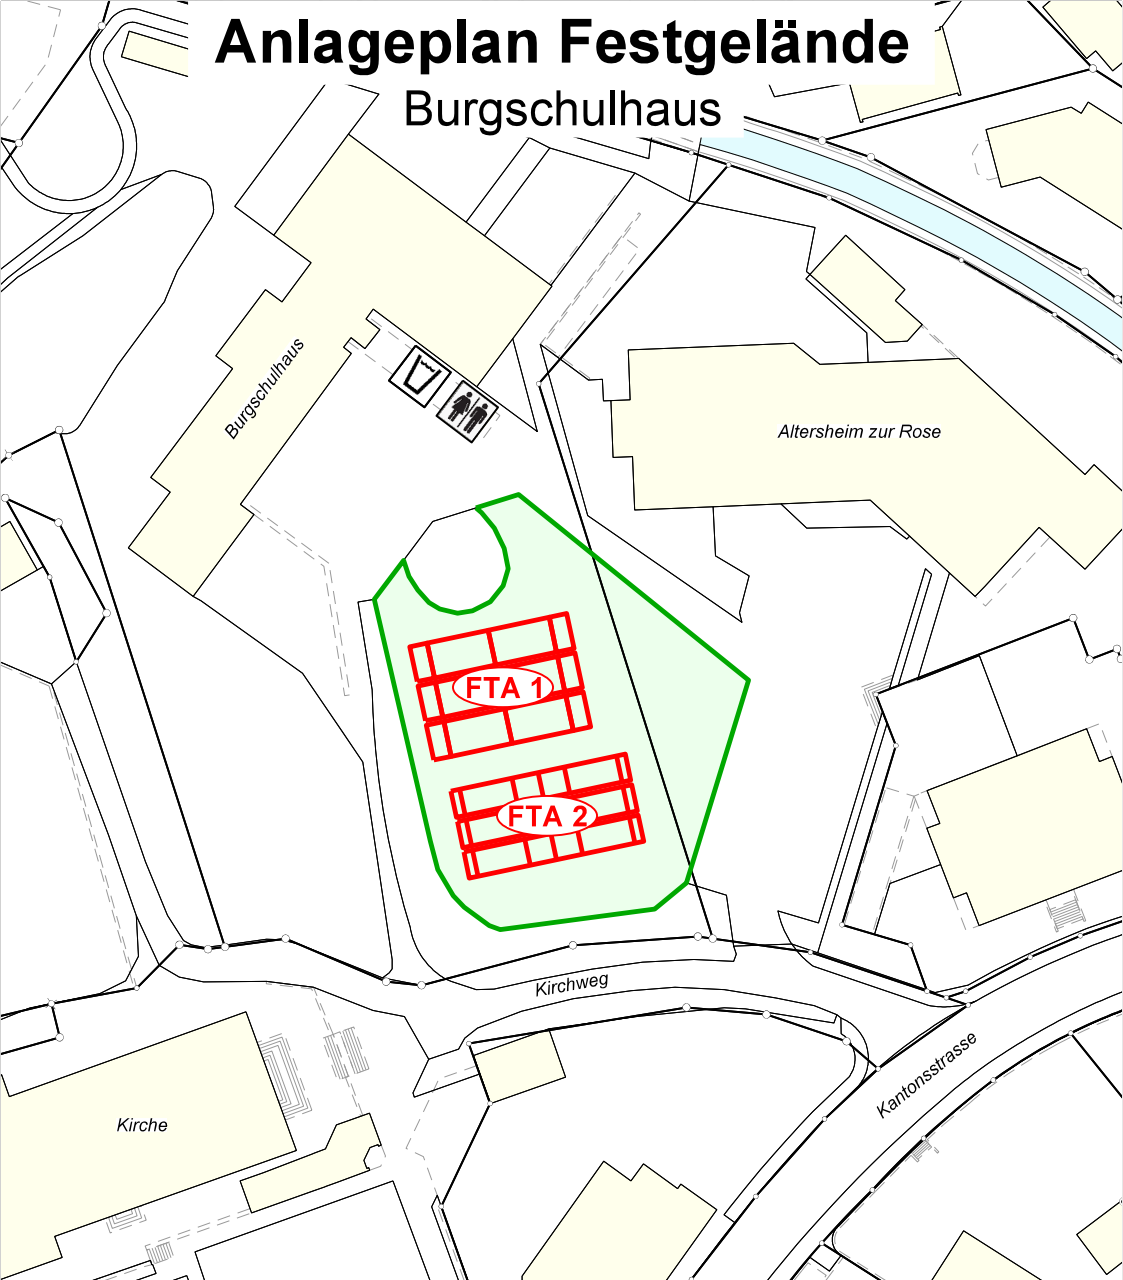 Anlageplan Festgelände
Burgschulhaus
Burgschulhaus
Altersheim zur Rose
FTA 1
FTA 2
Kirchweg
Kantonsstrasse
Kirche